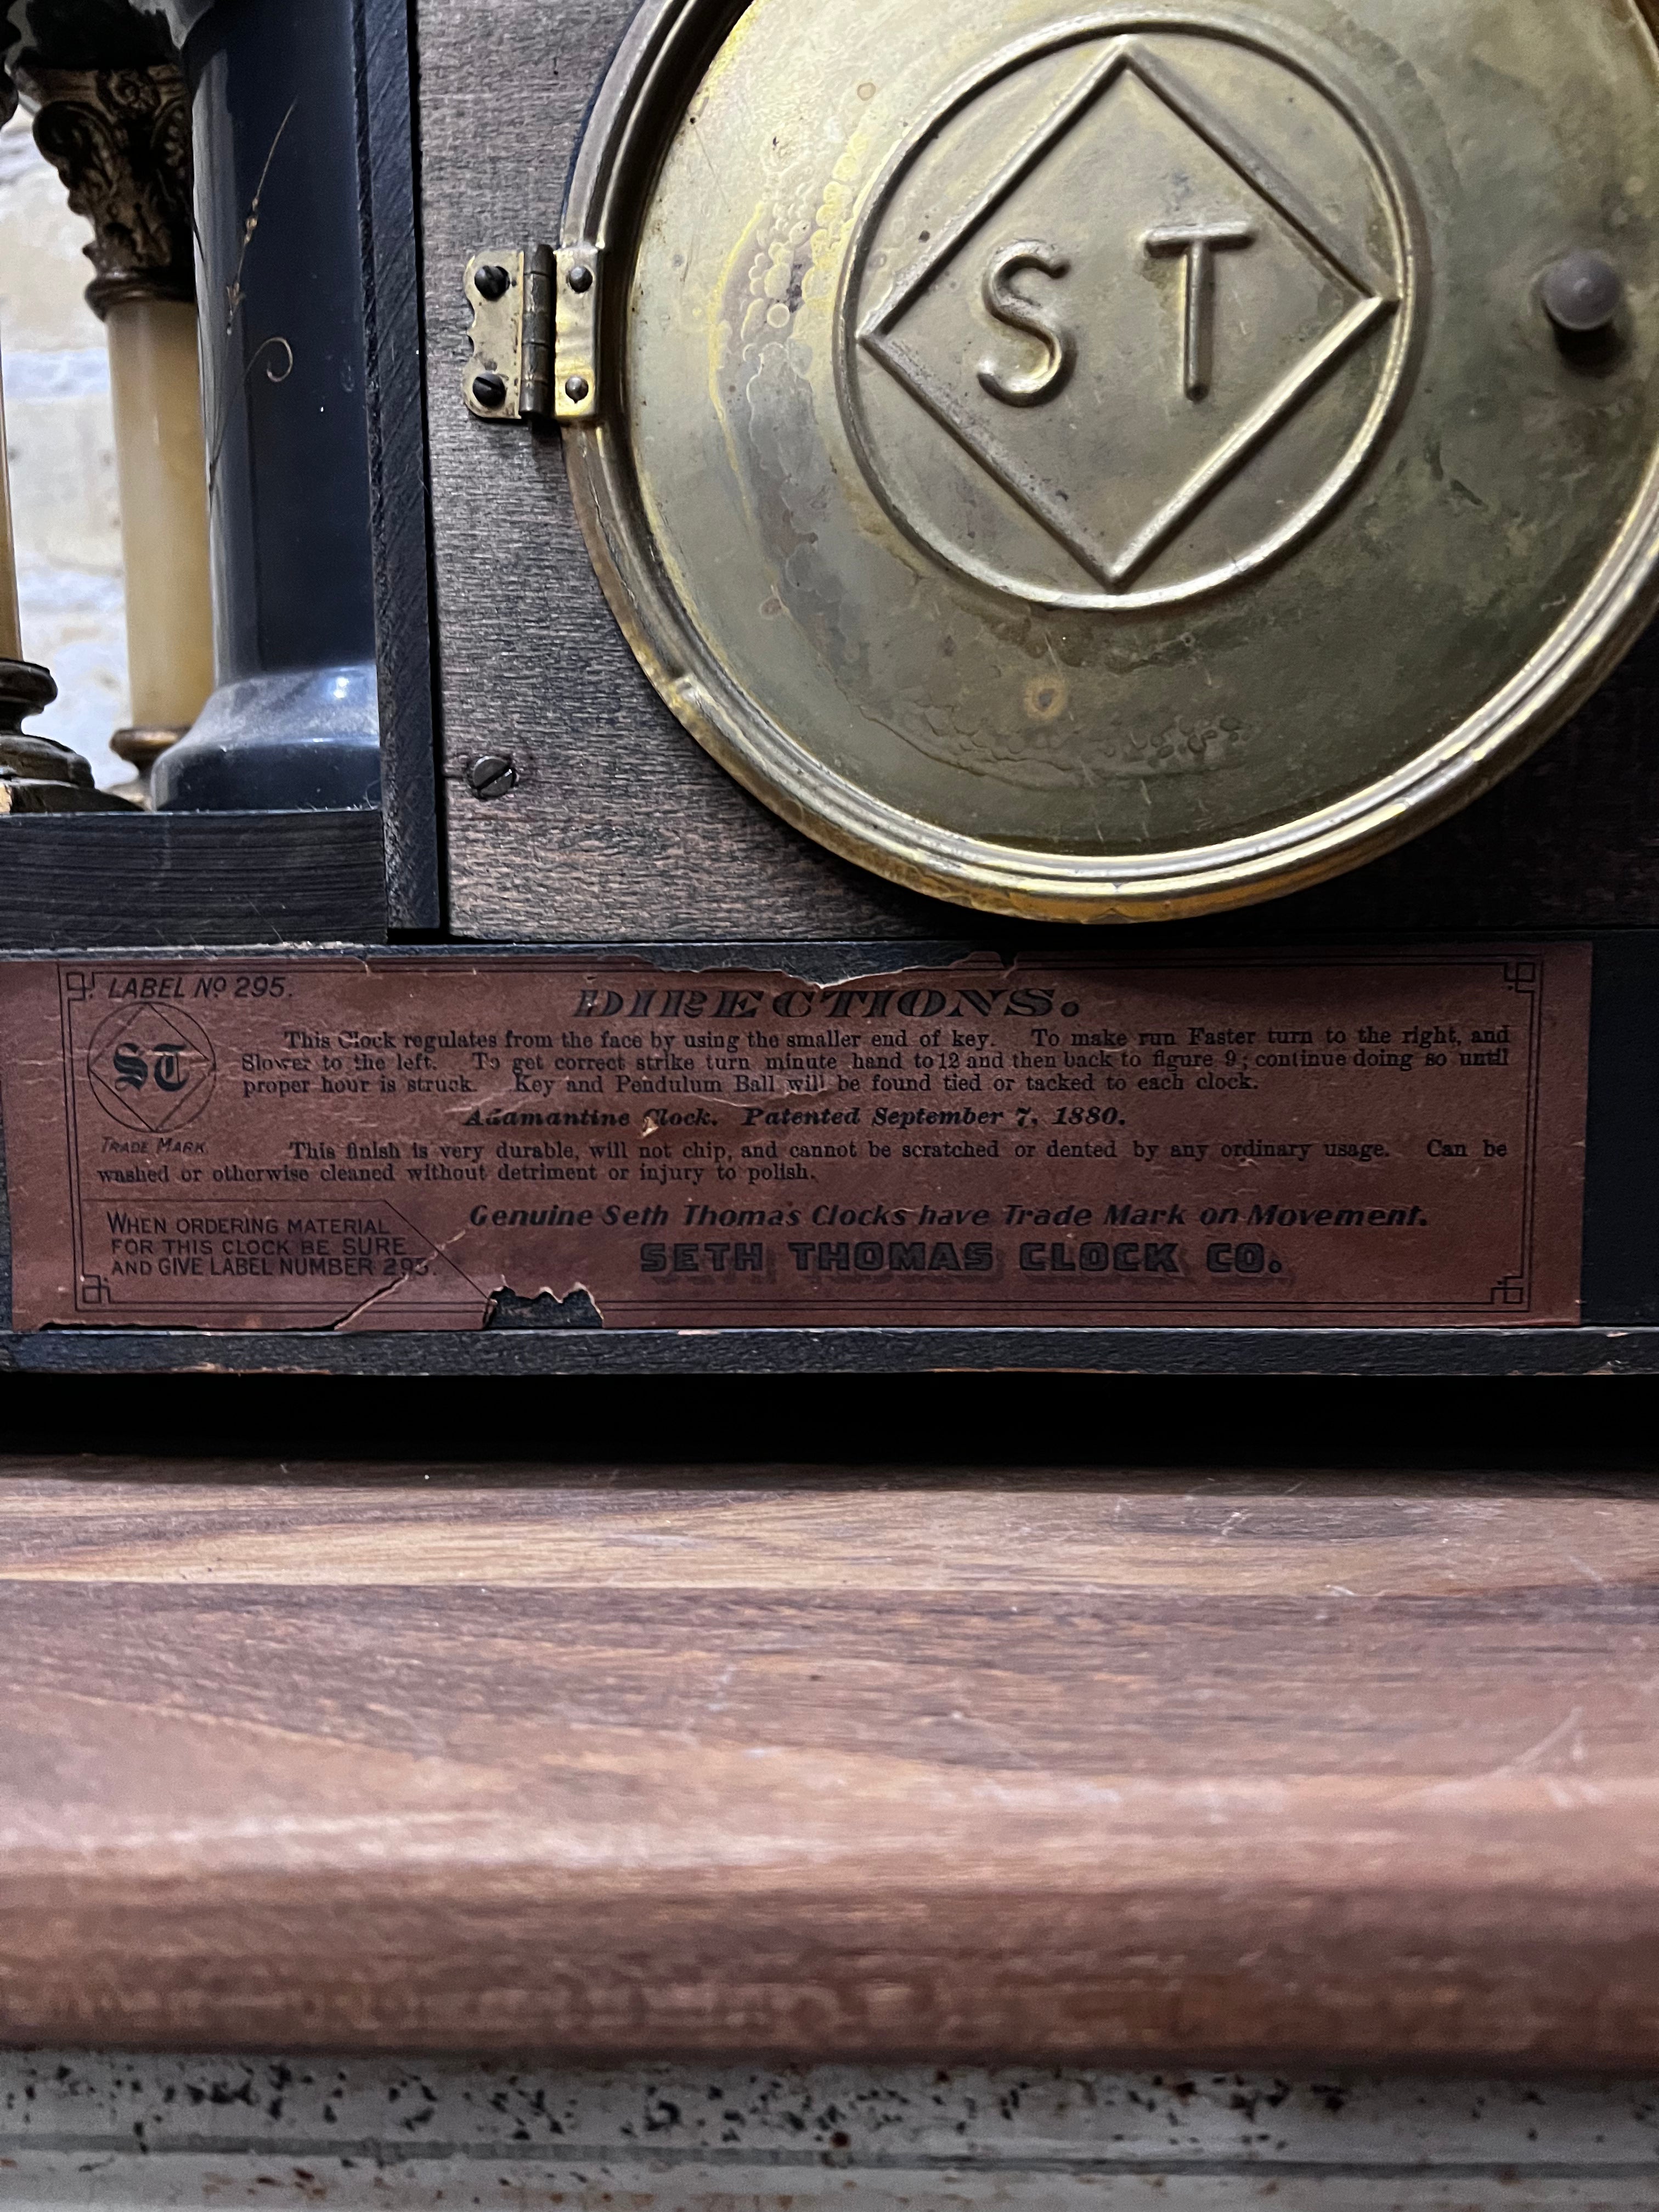 S T
LABEL Nº 295.
DIRECTIONS.
This Clock regulates from the face by using the smaller end of key. To make run Faster turn to the right, and
Slower to the left. To get correct strike turn minute hand to 12 and then back to figure 9; continue doing so until
proper hour is struck. Key and Pendulum Ball will be found tied or tacked to each clock.
ST
TRADE MARK.
Adamantine Clock. Patented September 7, 1880.
This finish is very durable, will not chip, and cannot be scratched or dented by any ordinary usage. Can be
washed or otherwise cleaned without detriment or injury to polish.
WHEN ORDERING MATERIAL
FOR THIS CLOCK BE SURE
AND GIVE LABEL NUMBER 295.
Genuine Seth Thomas Clocks have Trade Mark on Movement.
SETH THOMAS CLOCK CO.